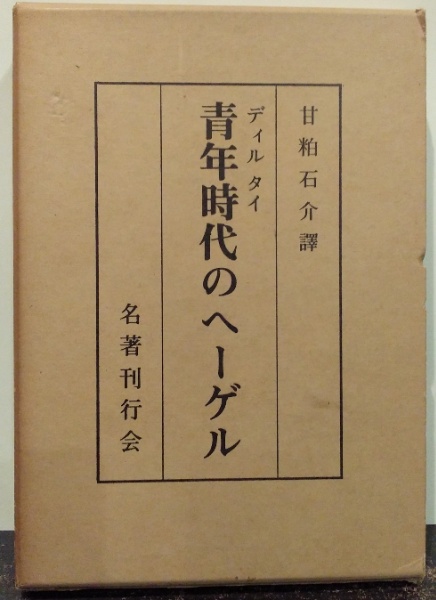 甘粕石介譯
ディルタイ
青年時代のヘーゲル
名著刊行会